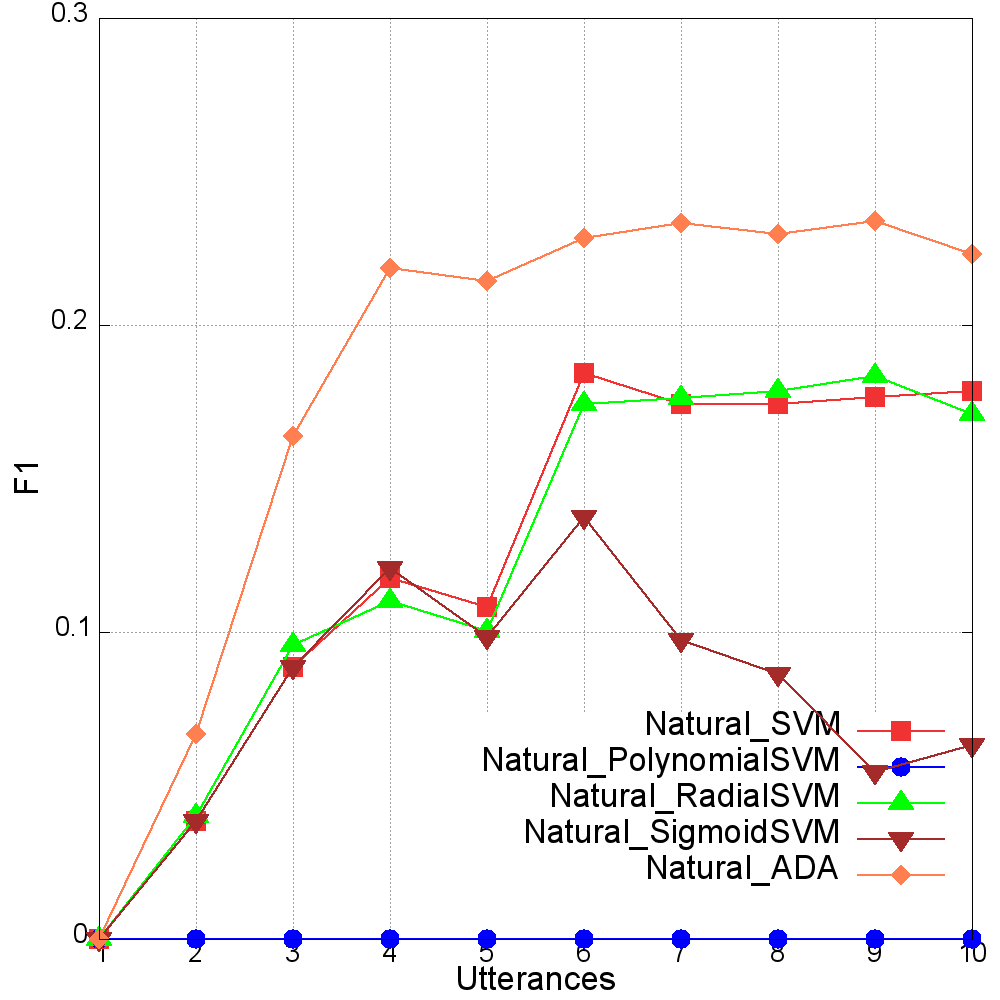 0.3
0.2
0.1
0
F1
1 2 3 4 5 6 7 8 9 10
Utterances
Natural_SVM
Natural_PolynomialSVM
Natural_RadialSVM
Natural_SigmoidSVM
Natural_ADA